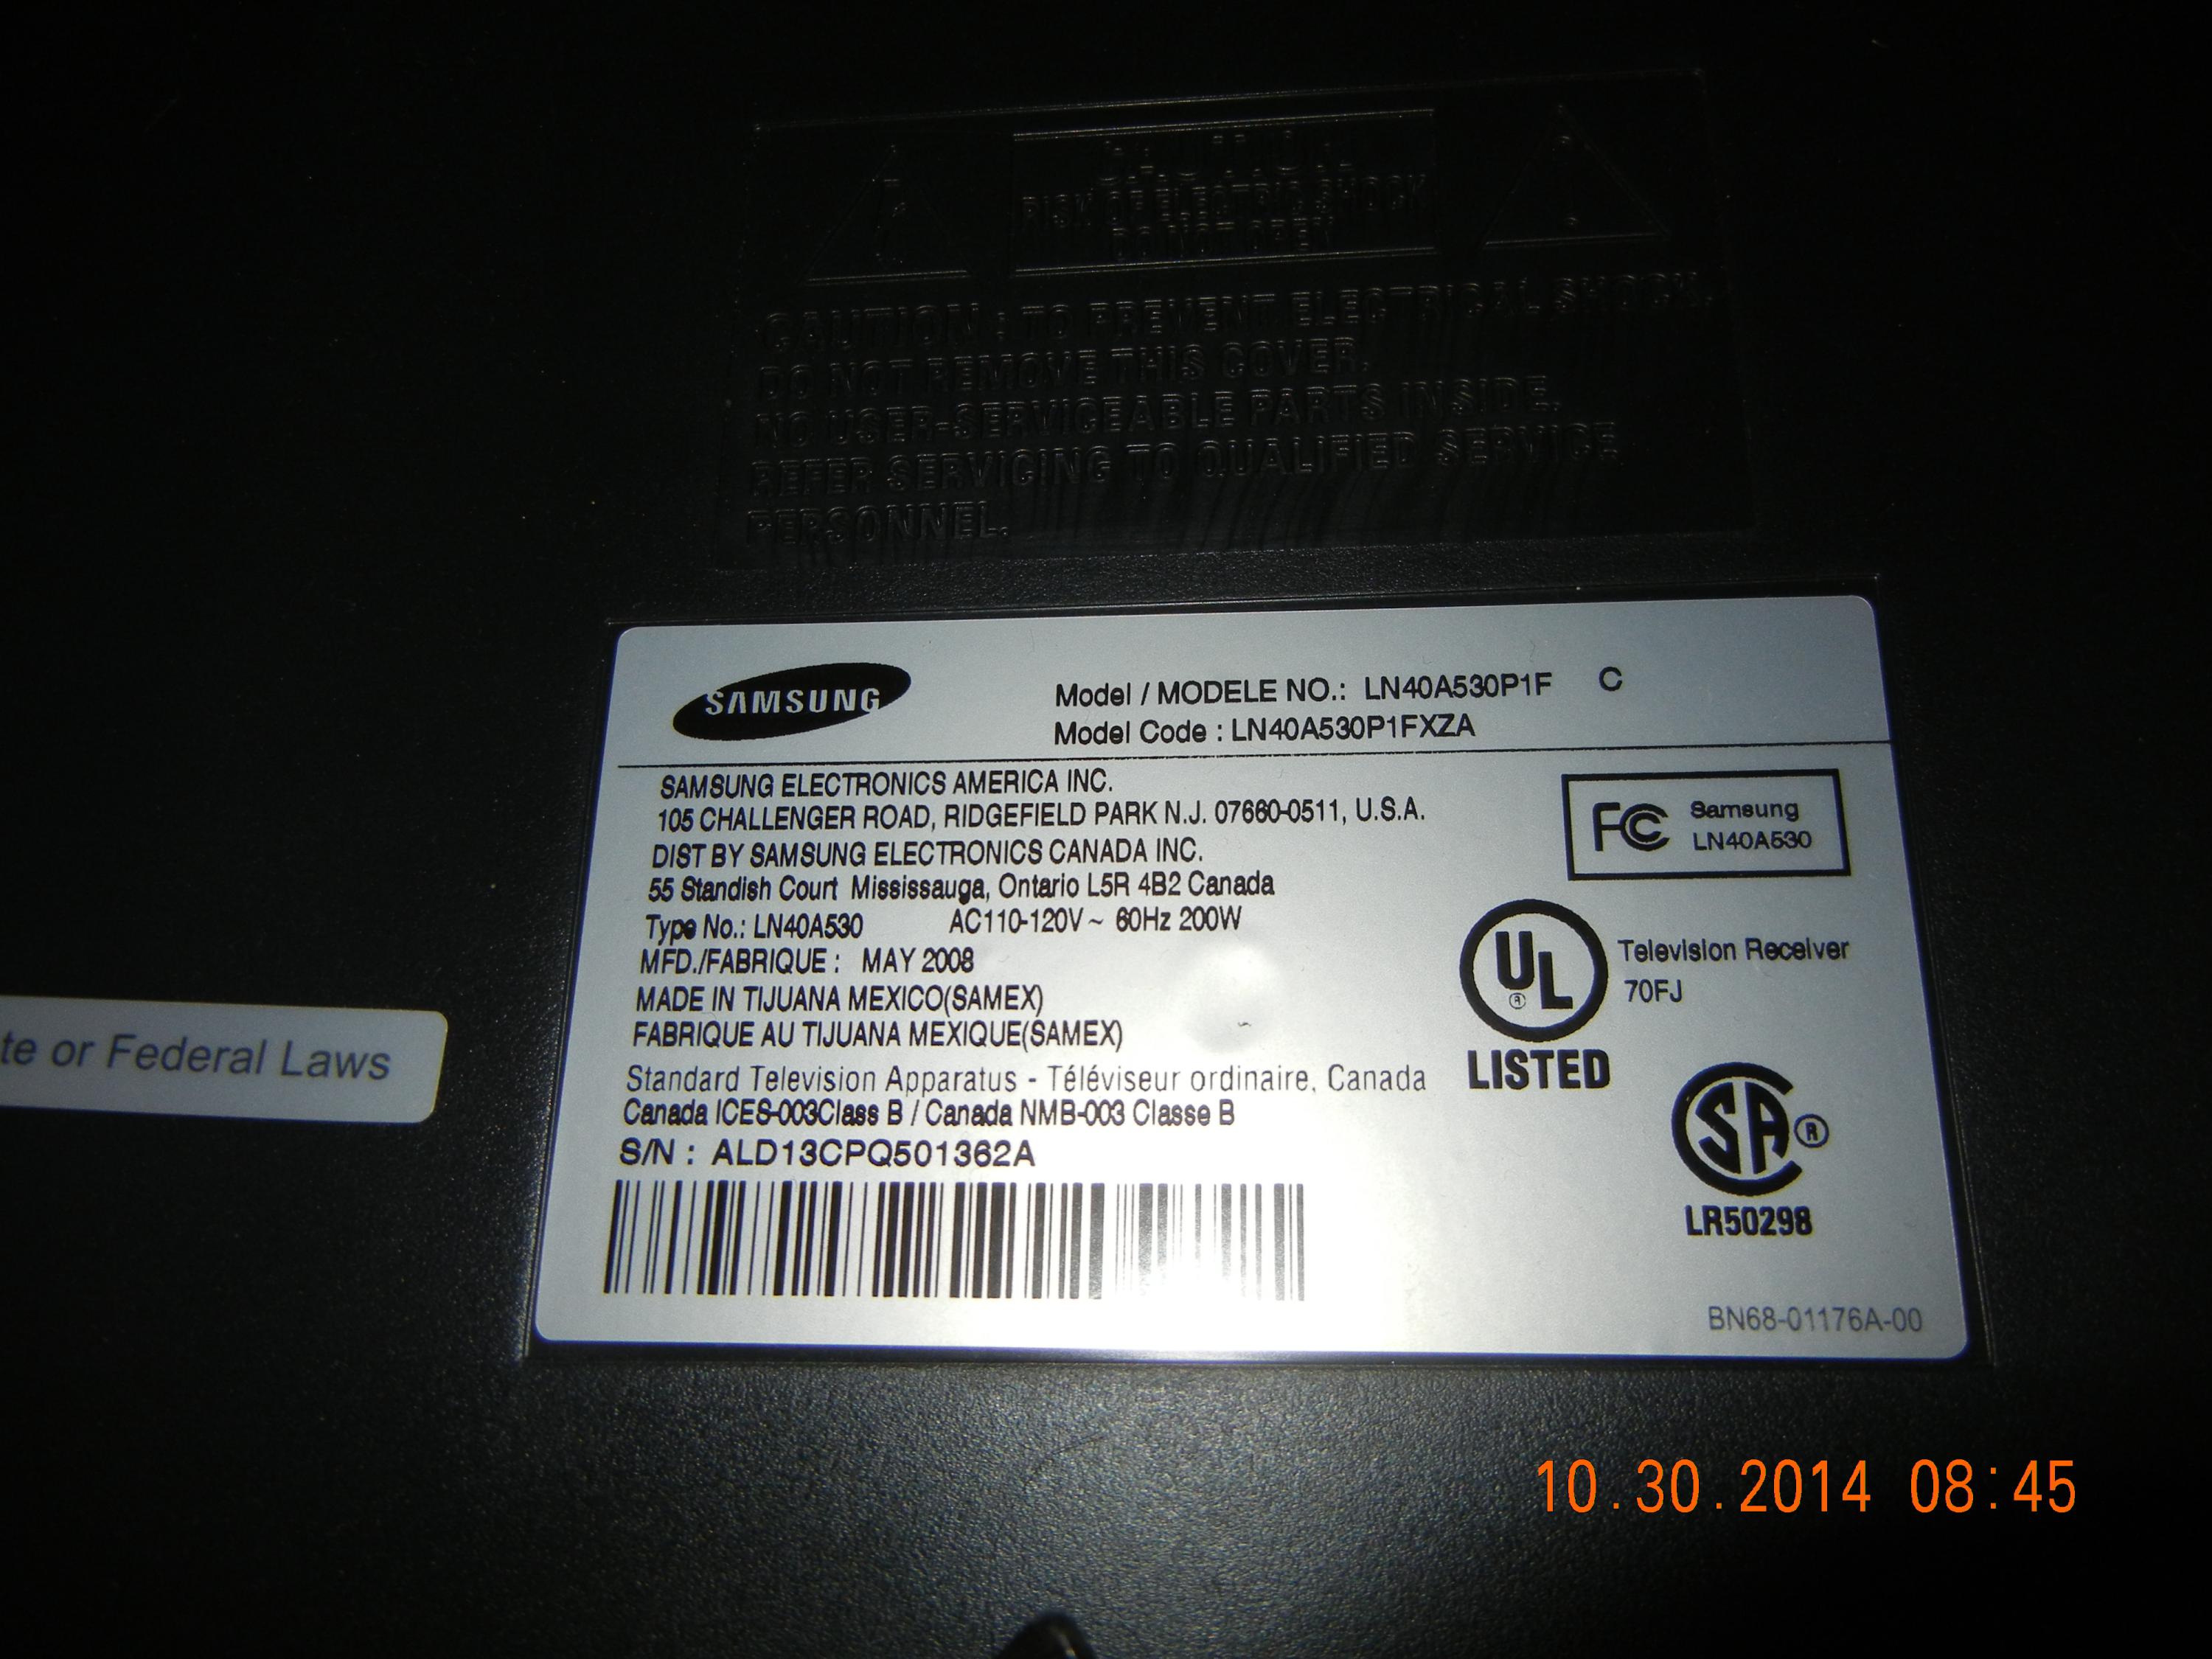 CAUTION
RISK OF ELECTRIC SHOCK
DO NOT OPEN
CAUTION : TO PREVENT ELECTRICAL SHOCK,
DO NOT REMOVE THIS COVER.
NO USER-SERVICEABLE PARTS INSIDE.
REFER SERVICING TO QUALIFIED SERVICE
PERSONNEL.
SAMSUNG
Model / MODELE NO.: LN40A530P1F C
Model Code : LN40A530P1FXZA
SAMSUNG ELECTRONICS AMERICA INC.
105 CHALLENGER ROAD, RIDGEFIELD PARK N.J. 07660-0511, U.S.A.
DIST BY SAMSUNG ELECTRONICS CANADA INC.
55 Standish Court Mississauga, Ontario L5R 4B2 Canada
Type No.: LN40A530 AC110-120V~ 60Hz 200W
MFD./FABRIQUE : MAY 2008
MADE IN TIJUANA MEXICO(SAMEX)
FABRIQUE AU TIJUANA MEXIQUE(SAMEX)
Standard Television Apparatus - Téléviseur ordinaire, Canada
Canada ICES-003Class B / Canada NMB-003 Classe B
S/N : ALD13CPQ501362A
FC Samsung
LN40A530
UL ® Television Receiver
70FJ
LISTED
SA ®
LR50298
BN68-01176A-00
te or Federal Laws
10.30.2014 08:45